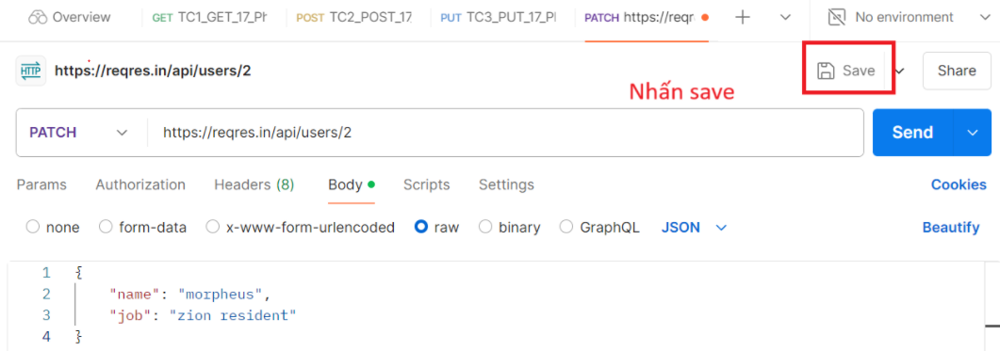 Overview GET TC1_GET_17_Ph POST TC2_POST_17_ PUT TC3_PUT_17_Pl PATCH https://reqr No environment
HTTP https://reqres.in/api/users/2 Save Share
Nhấn save
PATCH https://reqres.in/api/users/2 Send
Params Authorization Headers (8) Body Scripts Settings Cookies
none form-data x-www-form-urlencoded raw binary GraphQL JSON Beautify
1 {
2 "name": "morpheus",
3 "job": "zion resident"
4 }